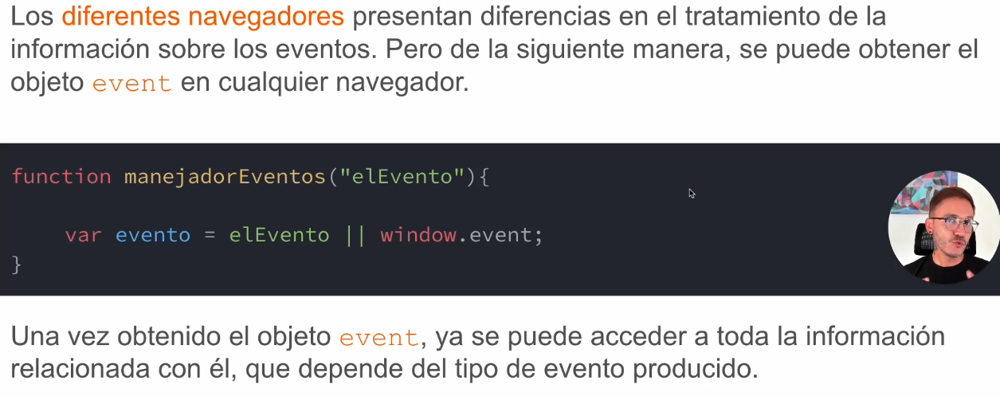 Los diferentes navegadores presentan diferencias en el tratamiento de la
información sobre los eventos. Pero de la siguiente manera, se puede obtener el
objeto event en cualquier navegador.
function manejadorEventos("elEvento"){
var evento = elEvento || window.event;
}
Una vez obtenido el objeto event, ya se puede acceder a toda la información
relacionada con él, que depende del tipo de evento producido.